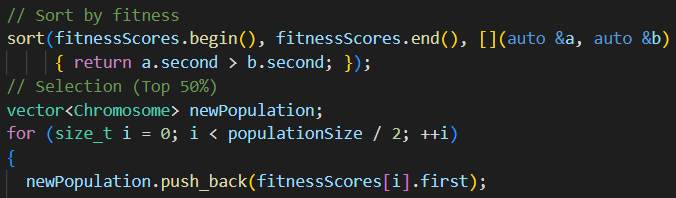 // Sort by fitness
sort(fitnessScores.begin(), fitnessScores.end(), [](auto &a, auto &b)
{ return a.second > b.second; });
// Selection (Top 50%)
vector<Chromosome> newPopulation;
for (size_t i = 0; i < populationSize / 2; ++i)
{
newPopulation.push_back(fitnessScores[i].first);